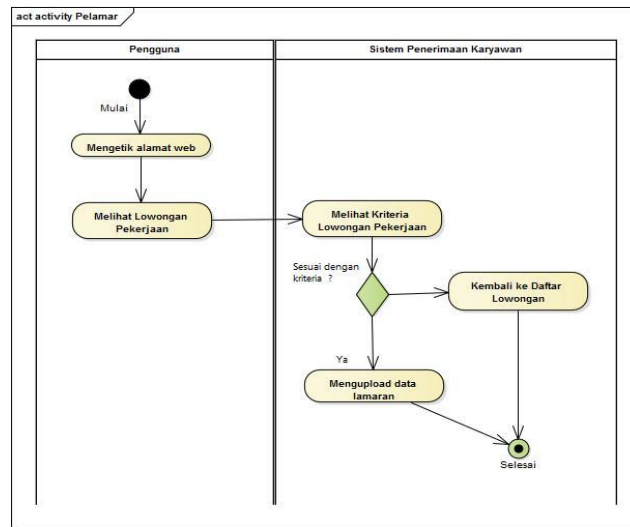 act activity Pelamar
Pengguna
Sistem Penerimaan Karyawan
Mulai
Mengetik alamat web
Melihat Lowongan
Pekerjaan
Melihat Kriteria
Lowongan Pekerjaan
Sesuai dengan
kriteria ?
Kembali ke Daftar
Lowongan
Ya
Mengupload data
lamaran
Selesai